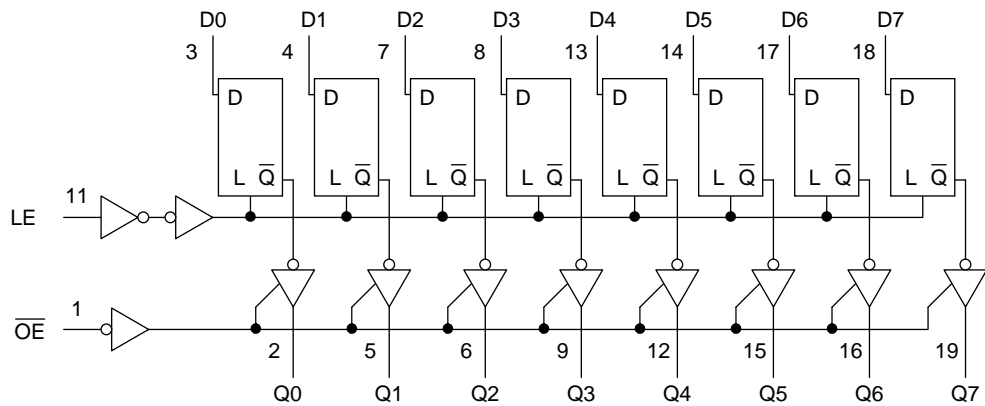 D0 D1 D2 D3 D4 D5 D6 D7
3 4 7 8 13 14 17 18
D D D D D D D D
L Q̅ L Q̅ L Q̅ L Q̅ L Q̅ L Q̅ L Q̅ L Q̅
11
LE
1
O̅E̅
2 5 6 9 12 15 16 19
Q0 Q1 Q2 Q3 Q4 Q5 Q6 Q7